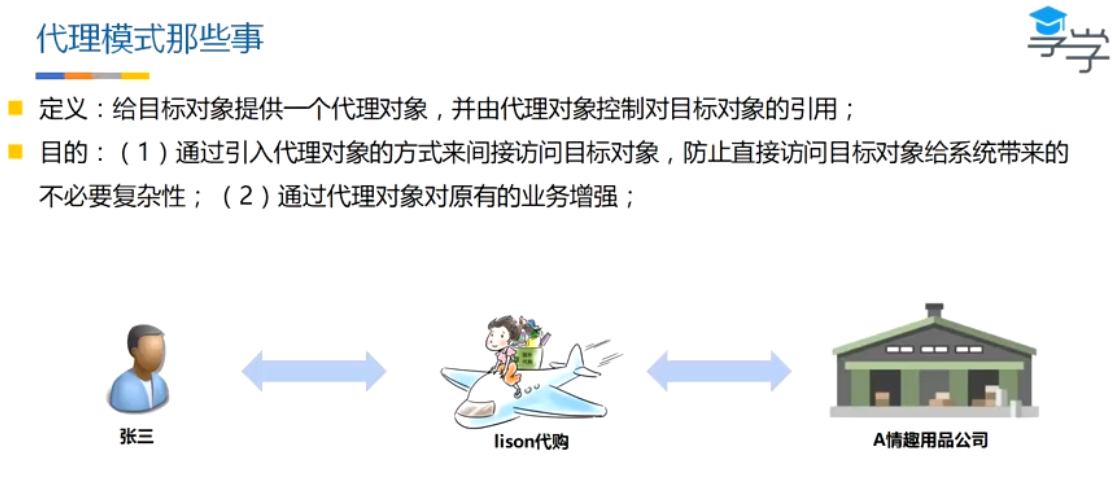 代理模式那些事
享学
定义：给目标对象提供一个代理对象，并由代理对象控制对目标对象的引用；
目的：（1）通过引入代理对象的方式来间接访问目标对象，防止直接访问目标对象给系统带来的
不必要复杂性；（2）通过代理对象对原有的业务增强；
张三
lison代购
A情趣用品公司